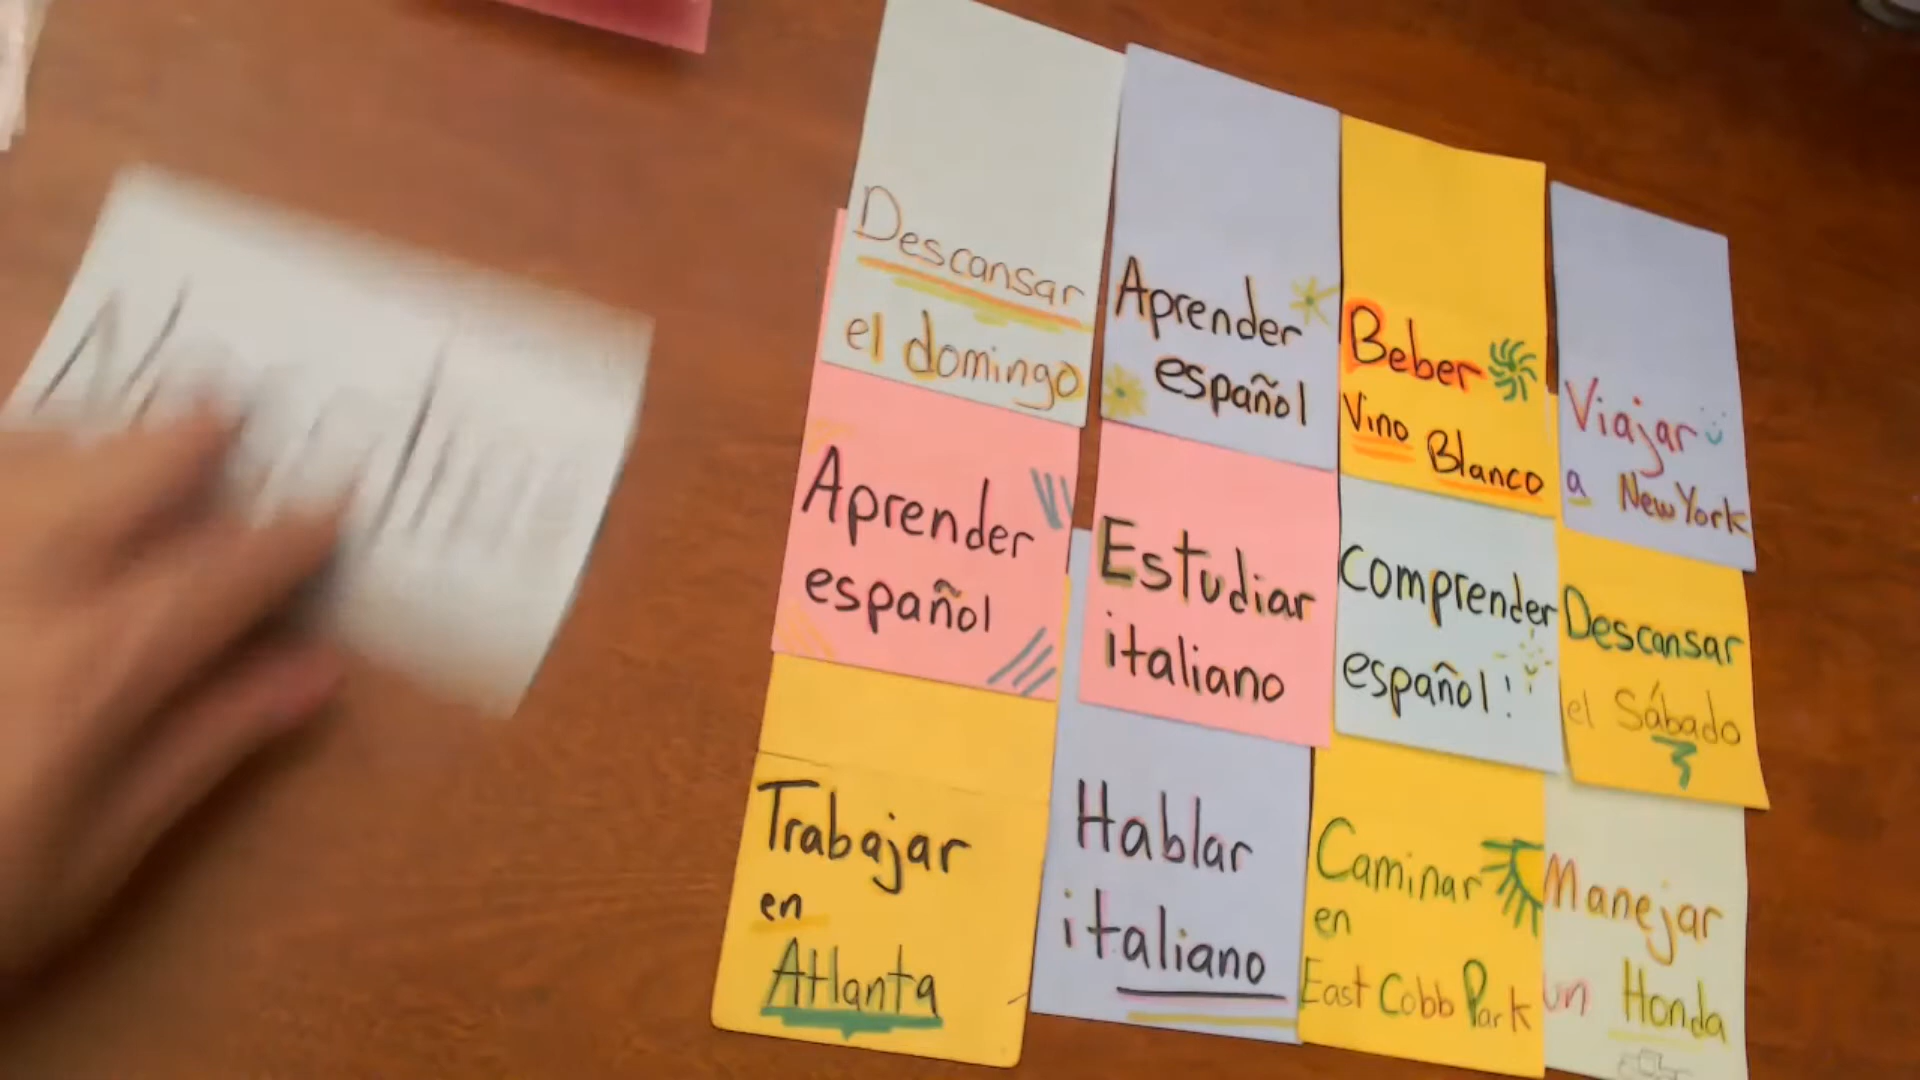 Descansar
el domingo
Aprender
español
Beber
Vino Blanco
Viajar
a New York
Aprender
español
Estudiar
italiano
Comprender
español!
Descansar
el Sábado
Trabajar
en
Atlanta
Hablar
italiano
Caminar
en
East Cobb Park
Manejar
un Honda